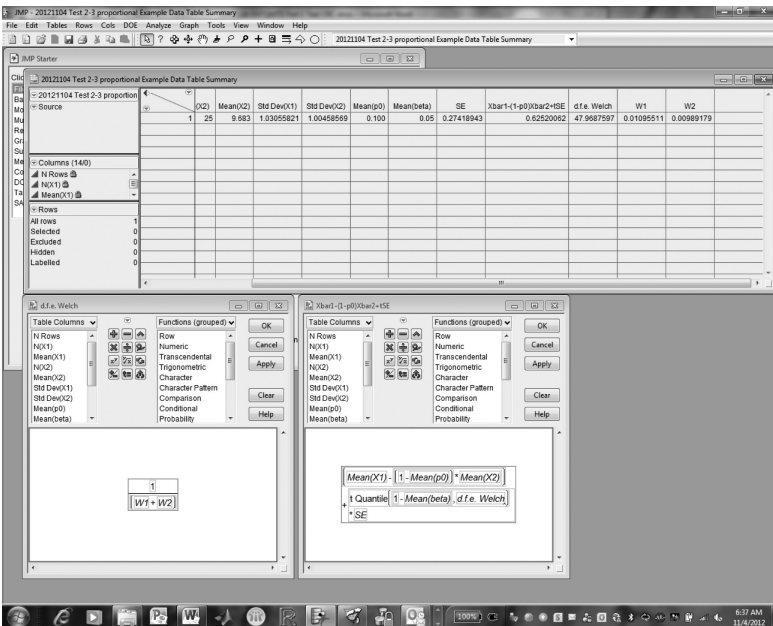 JMP - 20121104 Test 2-3 proportional Example Data Table Summary
File Edit Tables Rows Cols DOE Analyze Graph Tools View Window Help
20121104 Test 2-3 proportional Example Data Table Summary
JMP Starter
20121104 Test 2-3 proportional Example Data Table Summary
20121104 Test 2-3 proportion
Source
(X2) Mean(X2) Std Dev(X1) Std Dev(X2) Mean(p0) Mean(beta) SE Xbar1-(1-p0)Xbar2+tSE d.f.e. Welch W1 W2
1 25 9.683 1.03055821 1.00458569 0.100 0.05 0.27418943 0.62520062 47.9687597 0.01095511 0.00989179
Columns (14/0)
N Rows
N(X1)
Mean(X1)
Rows
All rows 1
Selected 0
Excluded 0
Hidden 0
Labelled 0
d.f.e. Welch
Table Columns
Functions (grouped)
OK
N Rows
N(X1)
Mean(X1)
N(X2)
Mean(X2)
Std Dev(X1)
Std Dev(X2)
Mean(p0)
Mean(beta)
Row
Numeric
Transcendental
Trigonometric
Character
Character Pattern
Comparison
Conditional
Probability
Cancel
Apply
Clear
Help
1
W1 + W2
Xbar1-(1-p0)Xbar2+tSE
Table Columns
Functions (grouped)
OK
N Rows
N(X1)
Mean(X1)
N(X2)
Mean(X2)
Std Dev(X1)
Std Dev(X2)
Mean(p0)
Mean(beta)
Row
Numeric
Transcendental
Trigonometric
Character
Character Pattern
Comparison
Conditional
Probability
Cancel
Apply
Clear
Help
Mean(X1) - [1 - Mean(p0)] * Mean(X2)
+ t Quantile[1 - Mean(beta), d.f.e. Welch]
* SE
100%
6:37 AM
11/4/2012